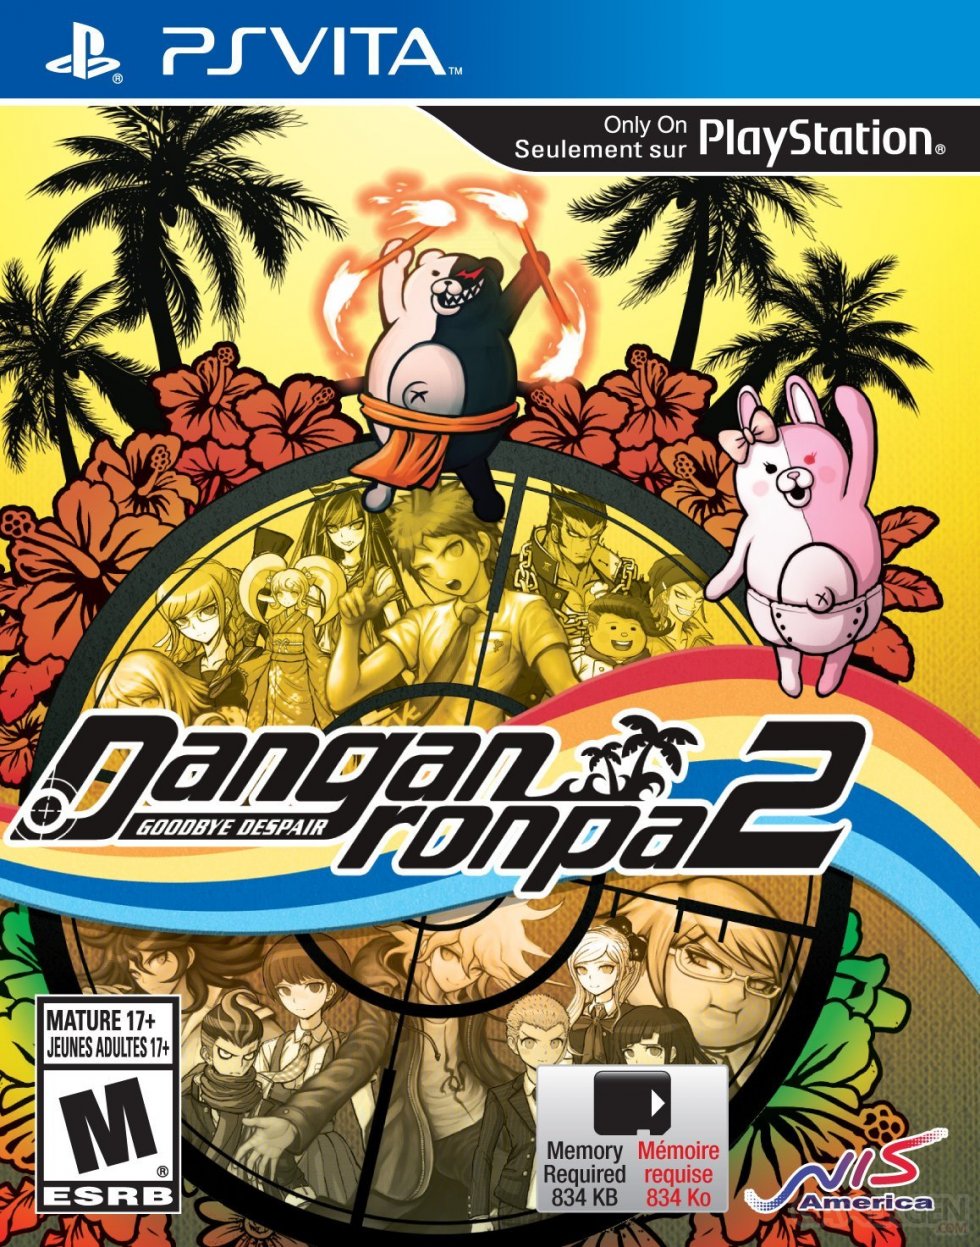 PSVITA™
Only On
Seulement sur
PlayStation®
Dangan
ronpa2
GOODBYE DESPAIR
MATURE 17+
JEUNES ADULTES 17+
M®
ESRB
Memory
Required
834 KB
Mémoire
requise
834 Ko
NIS
America